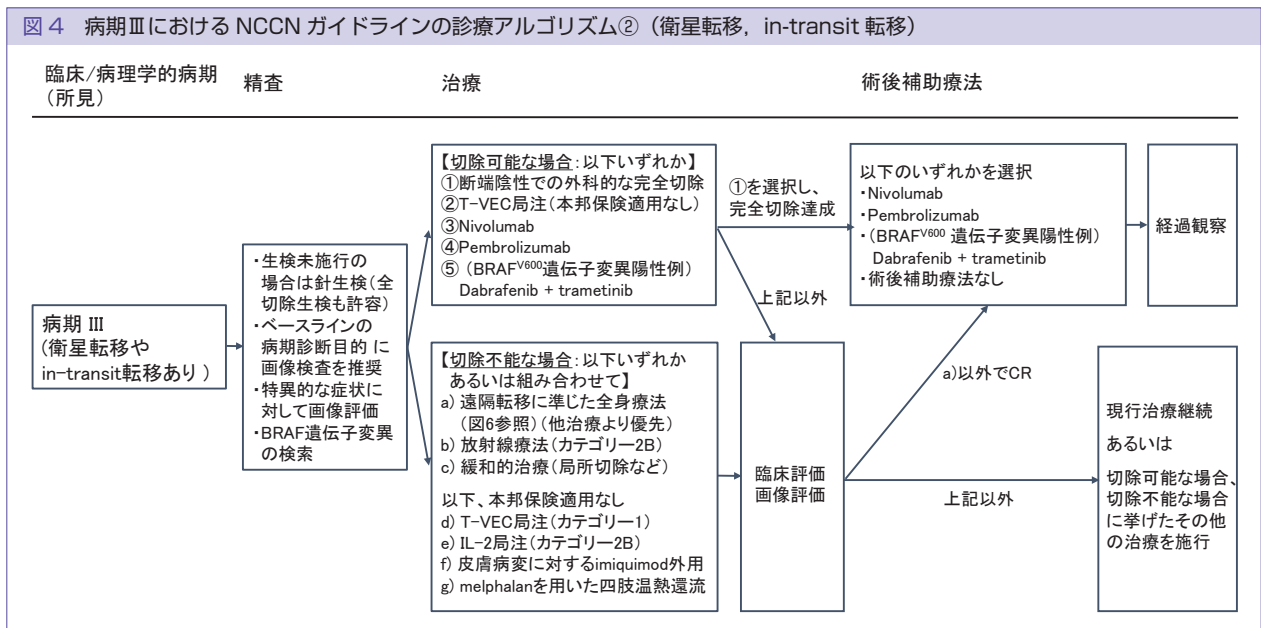 図4 病期Ⅲにおける NCCN ガイドラインの診療アルゴリズム②（衛星転移，in-transit 転移）
臨床/病理学的病期
（所見）
精査
治療
術後補助療法
病期 III
(衛星転移や
in-transit転移あり )
・生検未施行の
場合は針生検(全
切除生検も許容)
・ベースラインの
病期診断目的 に
画像検査を推奨
・特異的な症状に
対して画像評価
・BRAF遺伝子変異
の検索
【切除可能な場合：以下いずれか】
①断端陰性での外科的な完全切除
②T-VEC局注(本邦保険適用なし)
③Nivolumab
④Pembrolizumab
⑤ (BRAFV600遺伝子変異陽性例)
Dabrafenib + trametinib
【切除不能な場合：以下いずれか
あるいは組み合わせて】
a) 遠隔転移に準じた全身療法
(図6参照)(他治療より優先)
b) 放射線療法(カテゴリー2B)
c) 緩和的治療(局所切除など)
以下、本邦保険適用なし
d) T-VEC局注(カテゴリー1)
e) IL-2局注(カテゴリー2B)
f) 皮膚病変に対するimiquimod外用
g) melphalanを用いた四肢温熱還流
①を選択し、
完全切除達成
上記以外
臨床評価
画像評価
以下のいずれかを選択
・Nivolumab
・Pembrolizumab
・(BRAFV600 遺伝子変異陽性例)
Dabrafenib + trametinib
・術後補助療法なし
経過観察
a)以外でCR
上記以外
現行治療継続
あるいは
切除可能な場合、
切除不能な場合
に挙げたその他
の治療を施行